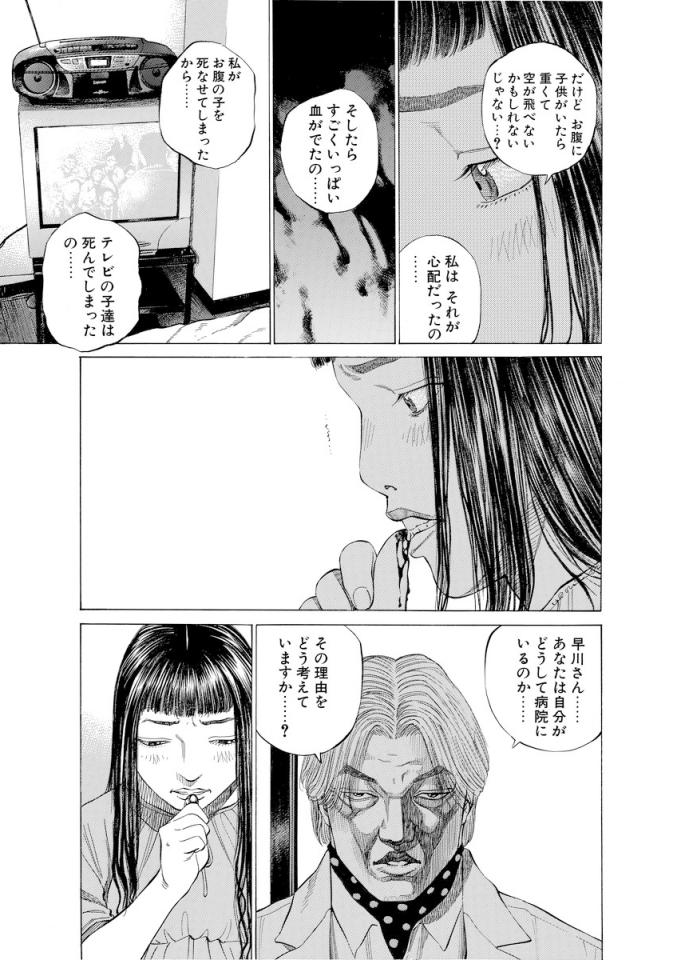 だけど お腹に
子供がいたら
重くて
空が飛べない
かもしれない
じゃない…?
私は それが
心配だったの
……
そしたら
すごくいっぱい
血がでたの……
私が
お腹の子を
死なせてしまった
から……
テレビの子達は
死んでしまった
の……
早川さん……
あなたは自分が
どうして病院に
いるのか……
その理由を
どう考えて
いますか……?